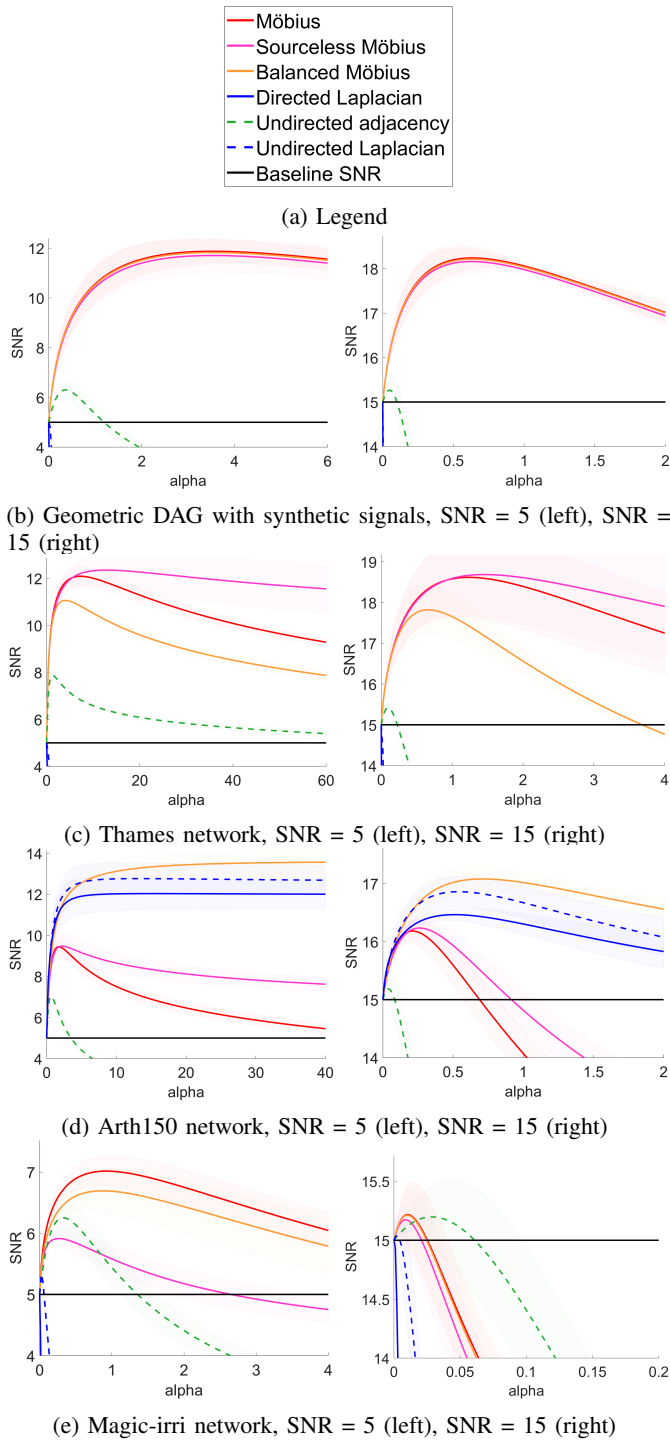 Möbius
Sourceless Möbius
Balanced Möbius
Directed Laplacian
Undirected adjacency
Undirected Laplacian
Baseline SNR
(a) Legend
12
10
8
6
4
SNR
0 2 4 6
alpha
18
17
16
15
14
SNR
0 0.5 1 1.5 2
alpha
(b) Geometric DAG with synthetic signals, SNR = 5 (left), SNR =
15 (right)
12
10
8
6
4
SNR
0 20 40 60
alpha
19
18
17
16
15
14
SNR
0 1 2 3 4
alpha
(c) Thames network, SNR = 5 (left), SNR = 15 (right)
14
12
10
8
6
4
SNR
0 10 20 30 40
alpha
17
16
15
14
SNR
0 0.5 1 1.5 2
alpha
(d) Arth150 network, SNR = 5 (left), SNR = 15 (right)
7
6
5
4
SNR
0 1 2 3 4
alpha
15.5
15
14.5
14
SNR
0 0.05 0.1 0.15 0.2
alpha
(e) Magic-irri network, SNR = 5 (left), SNR = 15 (right)